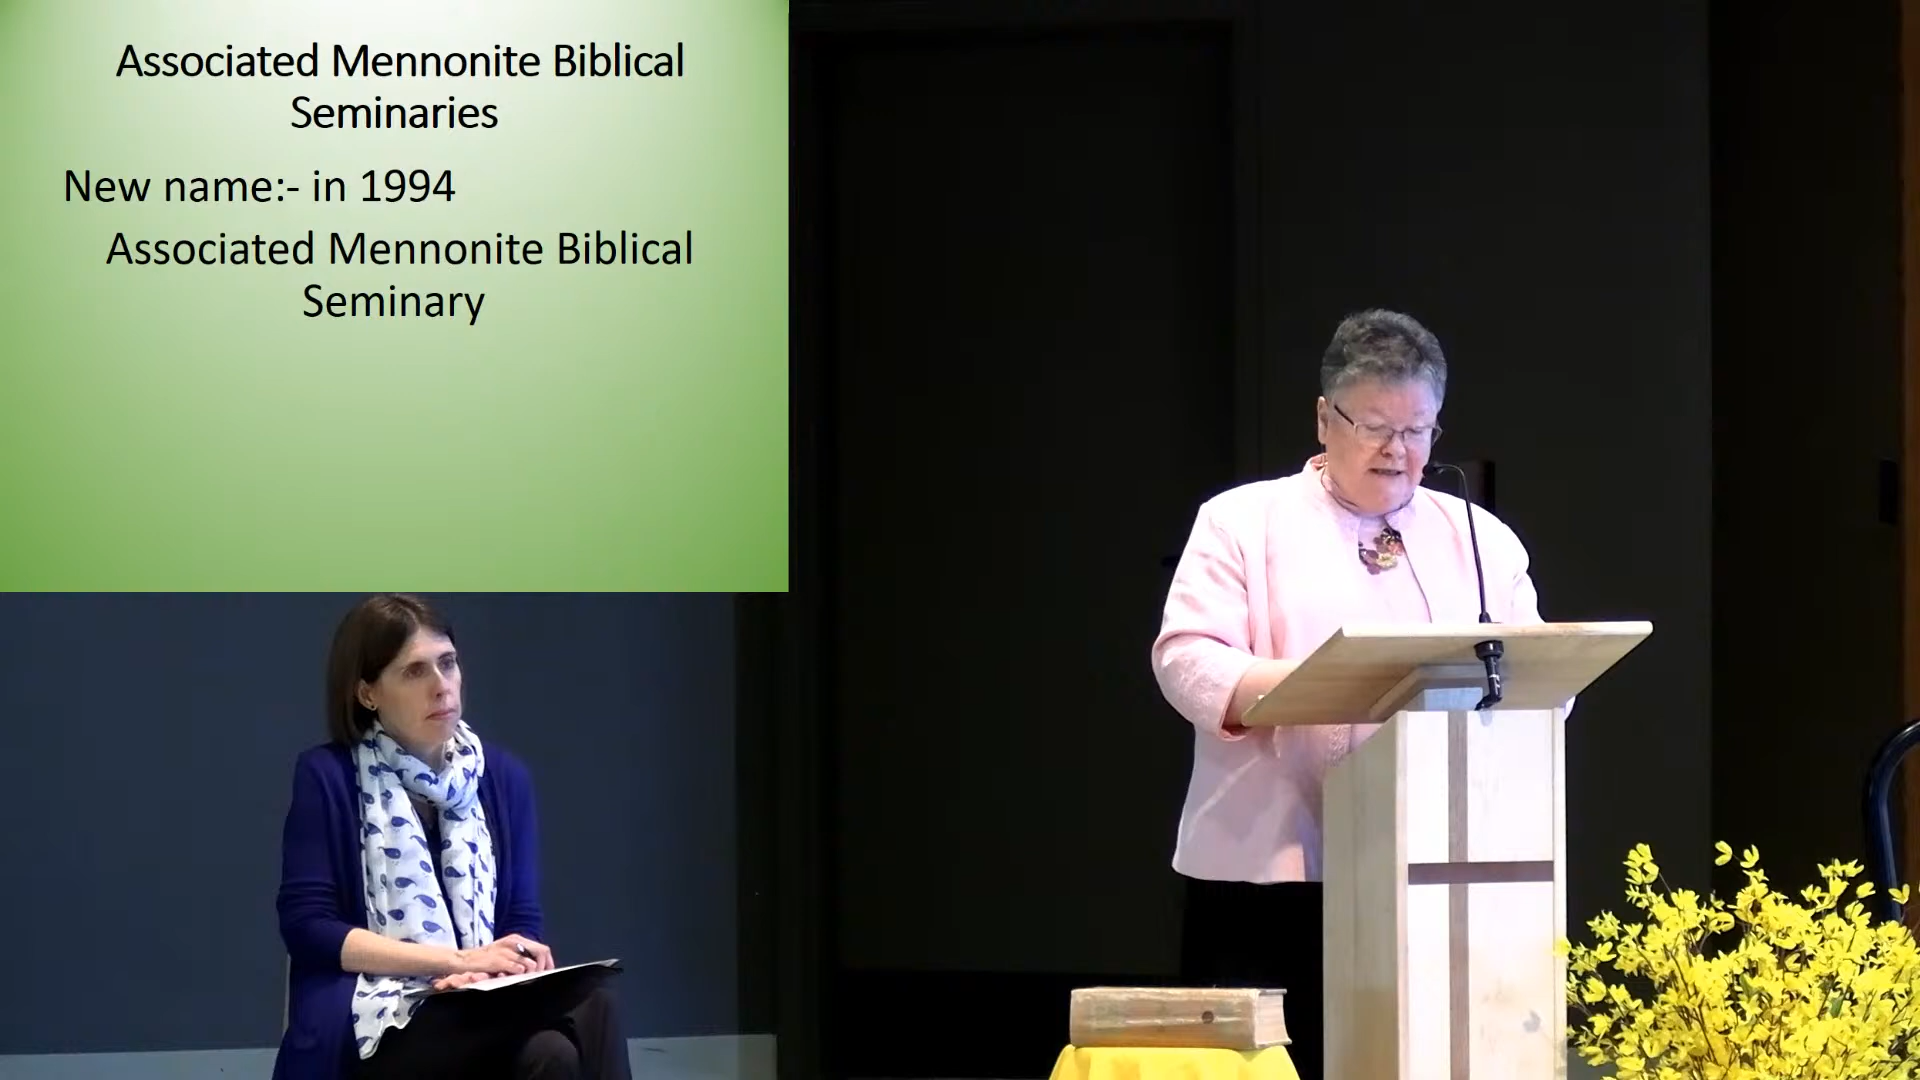 Associated Mennonite Biblical
Seminaries
New name:- in 1994
Associated Mennonite Biblical
Seminary